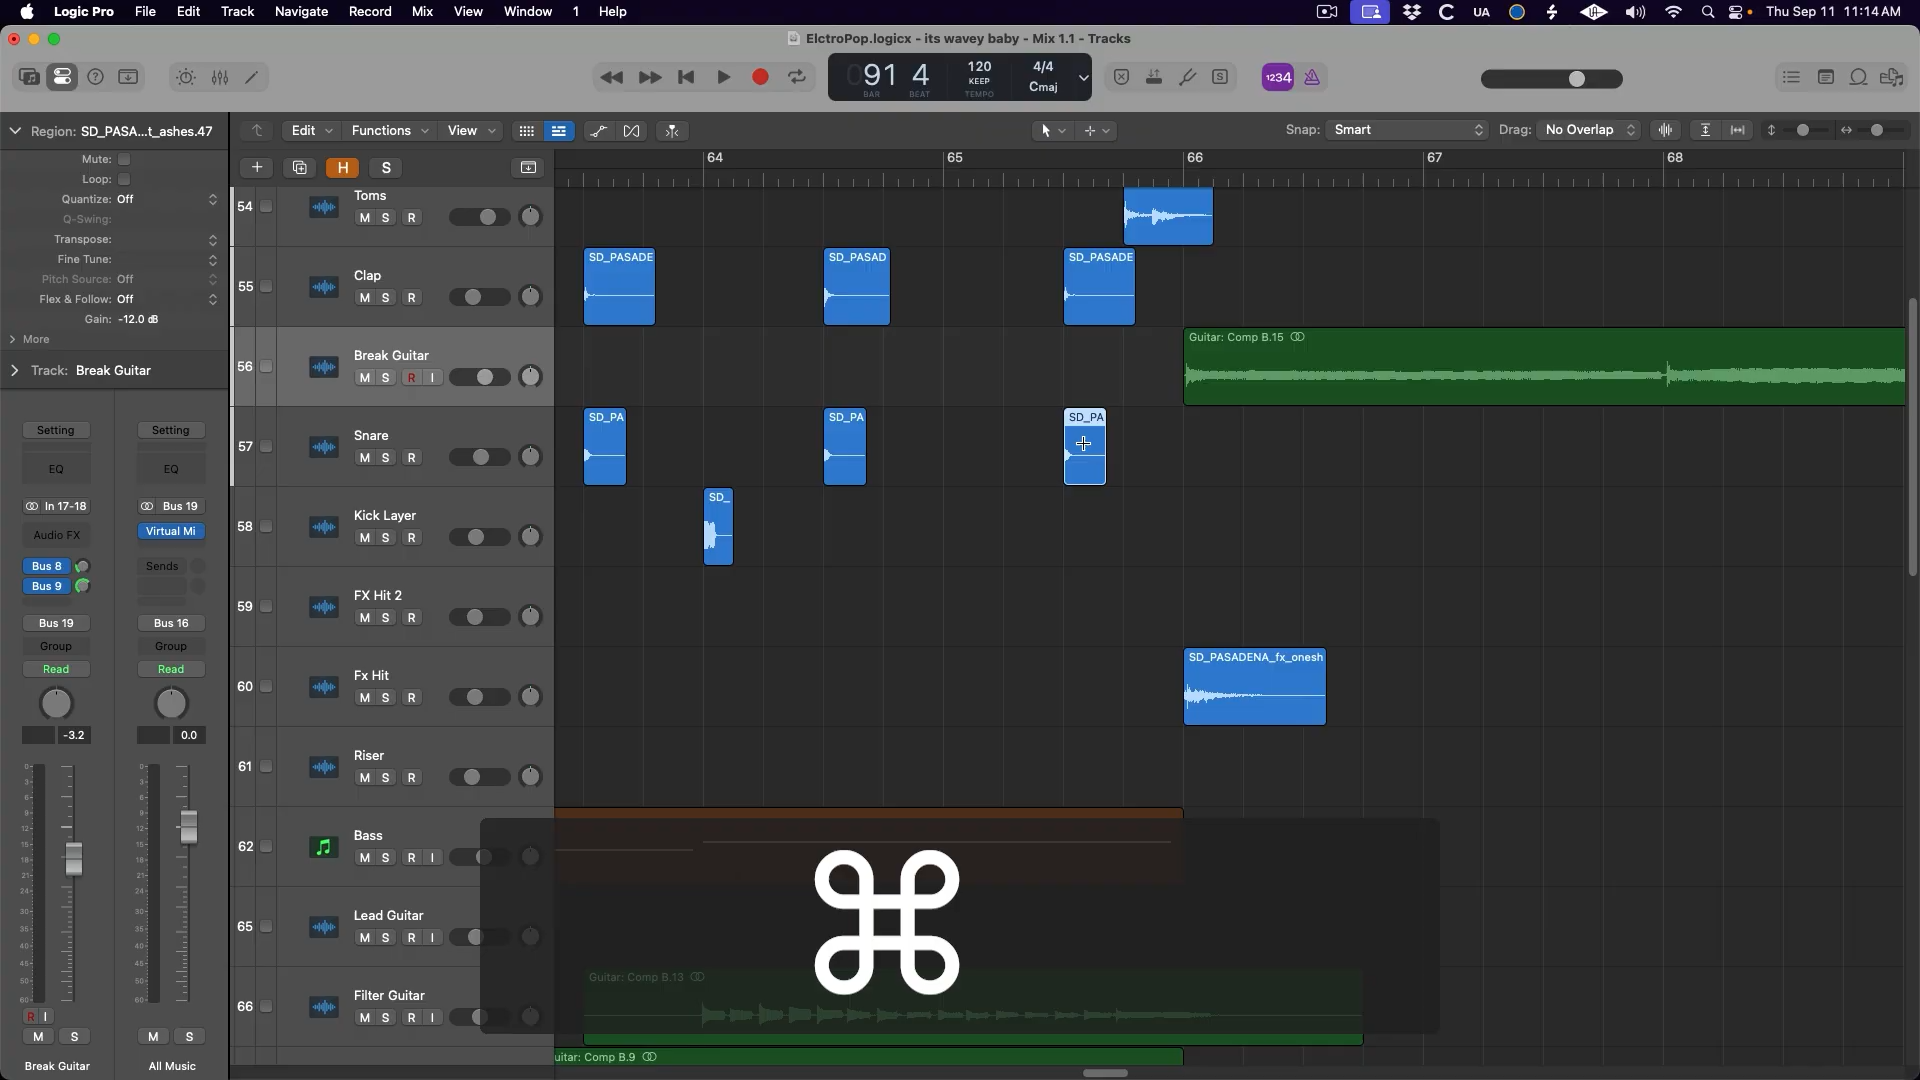 Logic Pro File Edit Track Navigate Record Mix View Window 1 Help
UA
Thu Sep 11 11:14 AM
ElctroPop.logicx - its wavey baby - Mix 1.1 - Tracks
91 4
BAR BEAT
120
KEEP
TEMPO
4/4
Cmaj
S
1234
Region: SD_PASA...t_ashes.47
Edit Functions View
Snap: Smart
Drag: No Overlap
Mute:
Loop:
Quantize: Off
Q-Swing:
Transpose:
Fine Tune:
Pitch Source: Off
Flex & Follow: Off
Gain: -12.0 dB
More
Track: Break Guitar
H S
64 65 66 67 68
54 Toms
M S R
55 Clap
M S R
SD_PASADE
SD_PASAD
SD_PASADE
56 Break Guitar
M S R I
Guitar: Comp B.15
57 Snare
M S R
SD_PA
SD_PA
SD_PA
58 Kick Layer
M S R
SD_
59 FX Hit 2
M S R
60 Fx Hit
M S R
SD_PASADENA_fx_onesh
61 Riser
M S R
62 Bass
M S R I
65 Lead Guitar
M S R I
66 Filter Guitar
M S R I
Guitar: Comp B.13
uitar: Comp B.9
Setting Setting
EQ EQ
In 17-18 Bus 19
Audio FX Virtual Mi
Bus 8 Sends
Bus 9
Bus 19 Bus 16
Group Group
Read Read
-3.2 0.0
R I
M S M S
Break Guitar All Music